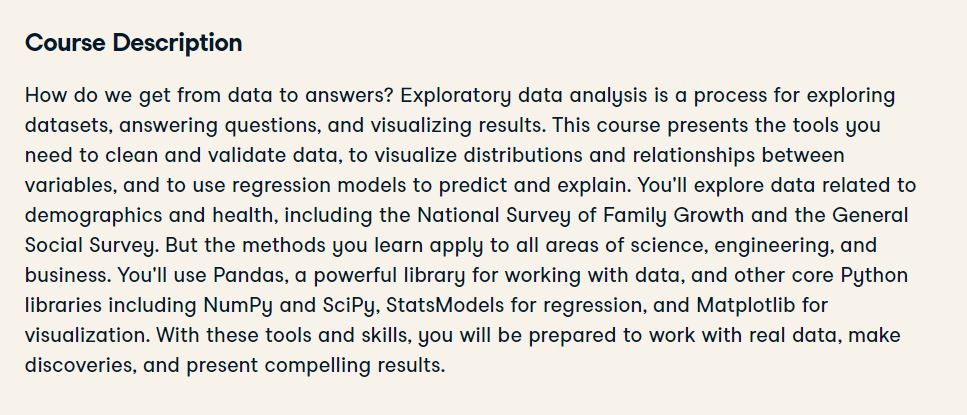 Course Description
How do we get from data to answers? Exploratory data analysis is a process for exploring
datasets, answering questions, and visualizing results. This course presents the tools you
need to clean and validate data, to visualize distributions and relationships between
variables, and to use regression models to predict and explain. You'll explore data related to
demographics and health, including the National Survey of Family Growth and the General
Social Survey. But the methods you learn apply to all areas of science, engineering, and
business. You'll use Pandas, a powerful library for working with data, and other core Python
libraries including NumPy and SciPy, StatsModels for regression, and Matplotlib for
visualization. With these tools and skills, you will be prepared to work with real data, make
discoveries, and present compelling results.